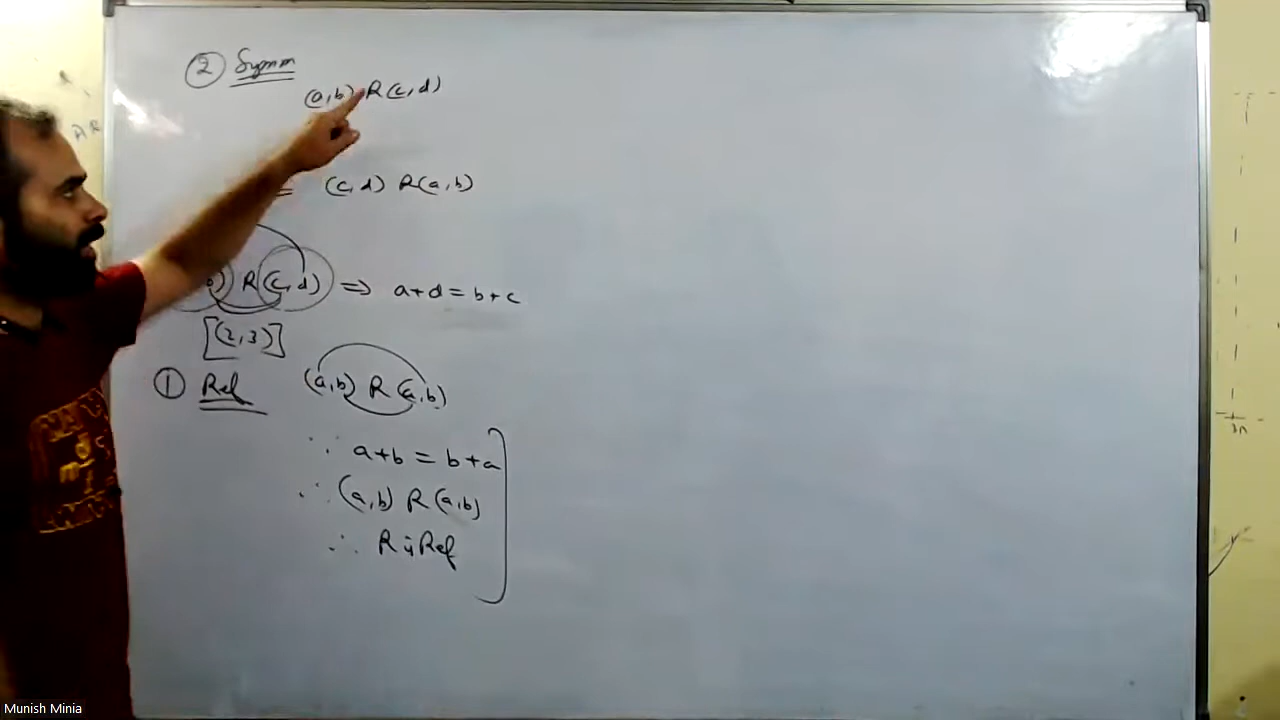 ② Symm
(a,b) R (c,d)
= (c,d) R (a,b)
b) R (c,d) ⇒ a+d = b+c
[(2,3)]
① Ref (a,b) R (a,b)
∵ a+b = b+a
∴ (a,b) R (a,b)
∴ R is Ref
Munish Minia